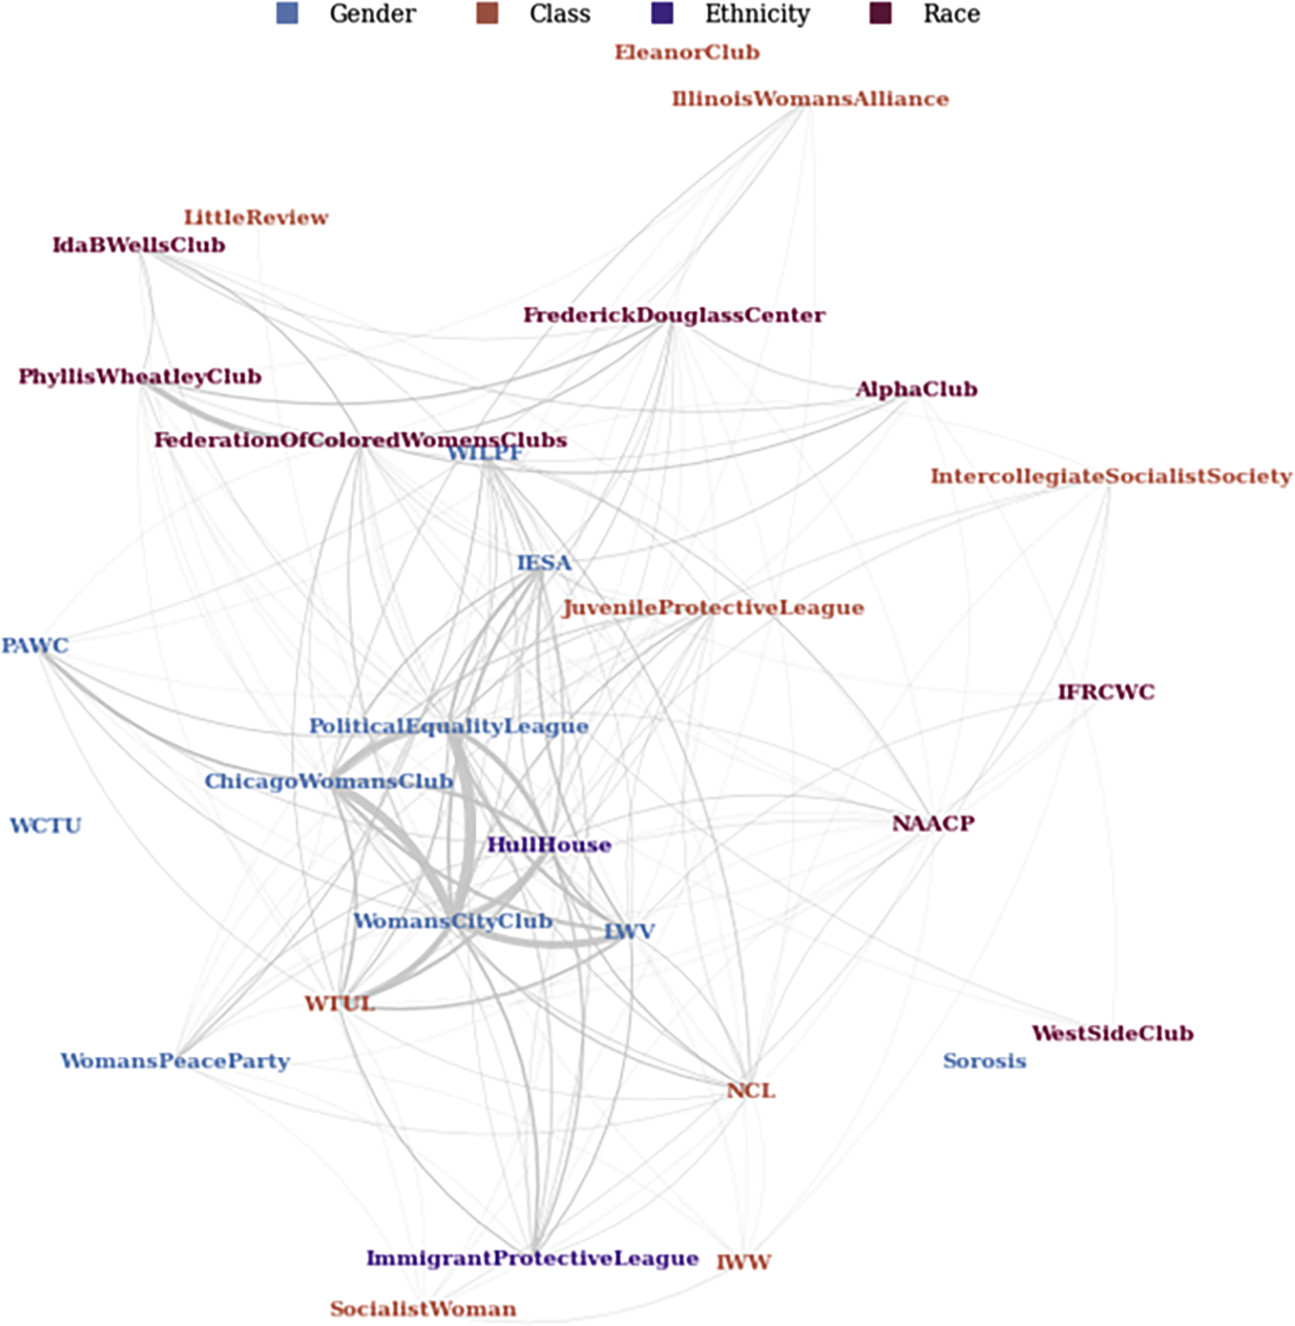 Gender Class Ethnicity Race
EleanorClub
IllinoisWomansAlliance
LittleReview
IdaBWellsClub
FrederickDouglassCenter
PhyllisWheatleyClub
AlphaClub
FederationOfColoredWomensClubs
WILPF
IntercollegiateSocialistSociety
IESA
JuvenileProtectiveLeague
PAWC
IFRCWC
PoliticalEqualityLeague
ChicagoWomansClub
WCTU
NAACP
HullHouse
WomansCityClub
LWV
WTUL
WestSideClub
WomansPeaceParty
Sorosis
NCL
ImmigrantProtectiveLeague
IWW
SocialistWoman